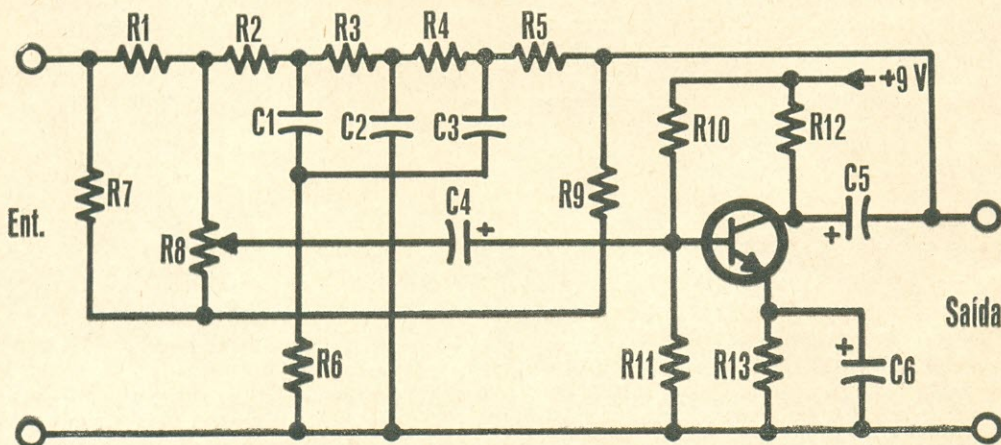 R1 R2 R3 R4 R5
+9 V
C1 C2 C3 R10 R12
R7 R9 C5
C4
Ent.
+
+
R8
Saída
R6 R11 R13 + C6